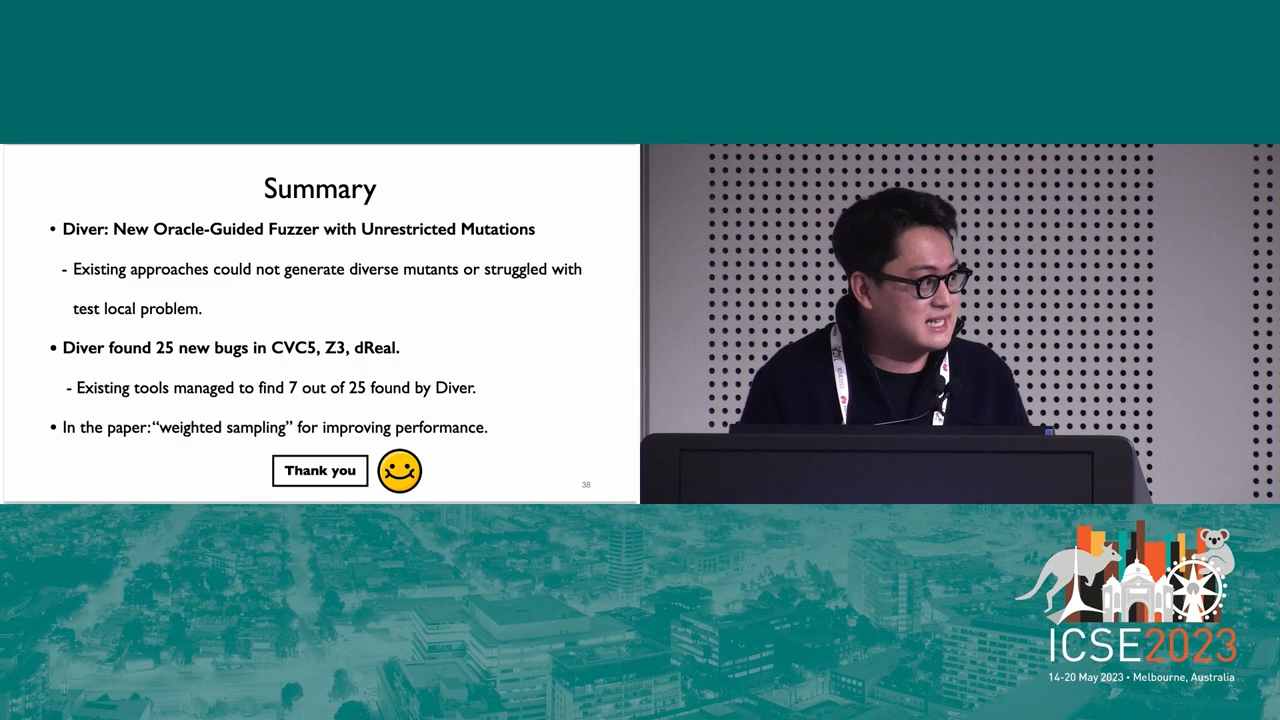 Summary
• Diver: New Oracle-Guided Fuzzer with Unrestricted Mutations
- Existing approaches could not generate diverse mutants or struggled with
test local problem.
• Diver found 25 new bugs in CVC5, Z3, dReal.
- Existing tools managed to find 7 out of 25 found by Diver.
• In the paper: “weighted sampling” for improving performance.
Thank you
38
ICSE2023
14-20 May 2023 • Melbourne, Australia